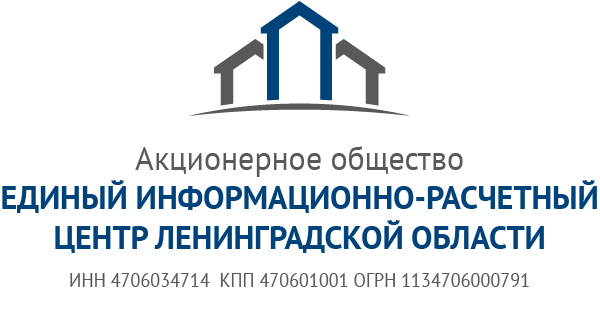 Акционерное общество
ЕДИНЫЙ ИНФОРМАЦИОННО-РАСЧЕТНЫЙ
ЦЕНТР ЛЕНИНГРАДСКОЙ ОБЛАСТИ
ИНН 4706034714 КПП 470601001 ОГРН 1134706000791